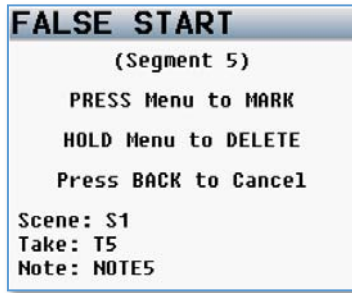 FALSE START
(Segment 5)
PRESS Menu to MARK
HOLD Menu to DELETE
Press BACK to Cancel
Scene: S1
Take: T5
Note: NOTE5